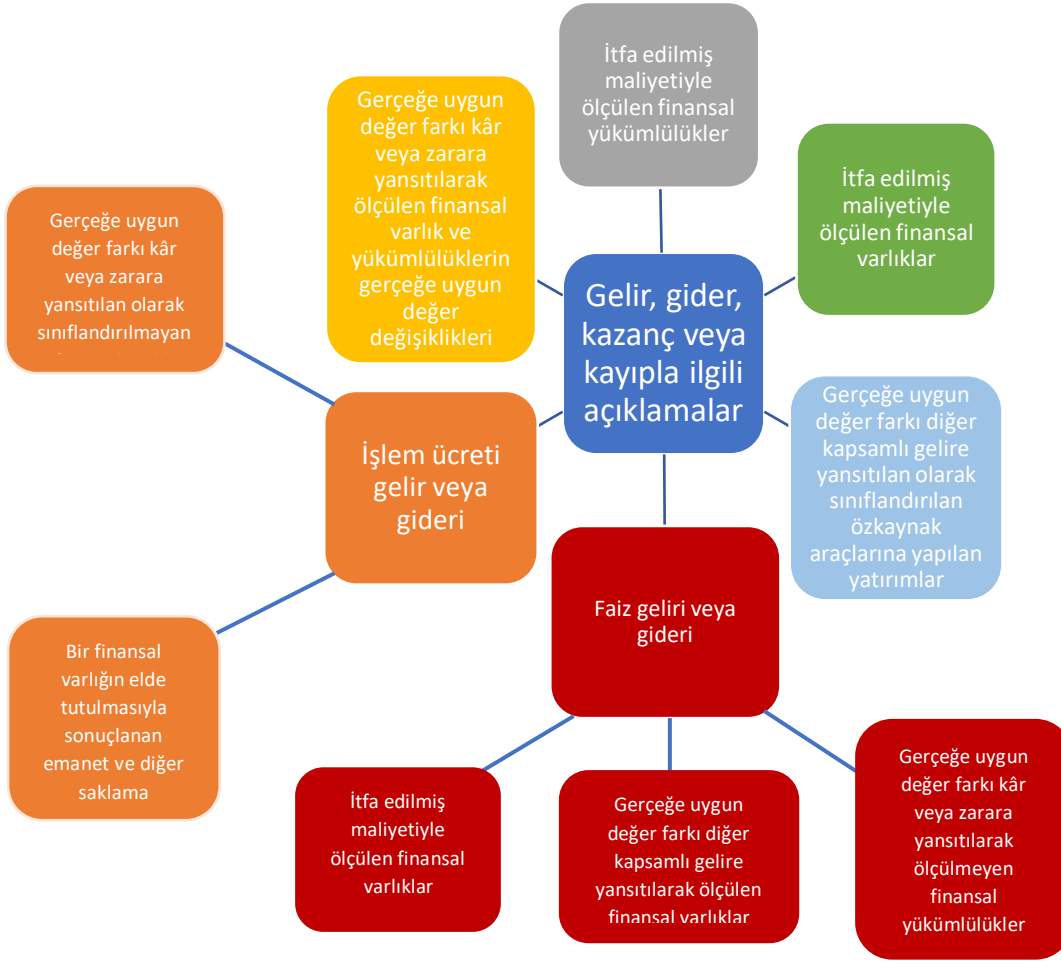 İtfa edilmiş
maliyetiyle
ölçülen finansal
yükümlülükler
Gerçeğe uygun
değer farkı kâr
veya zarara
yansıtılarak
ölçülen finansal
varlık ve
yükümlülüklerin
gerçeğe uygun
değer
değişiklikleri
İtfa edilmiş
maliyetiyle
ölçülen finansal
varlıklar
Gerçeğe uygun
değer farkı kâr
veya zarara
yansıtılan olarak
sınıflandırılmayan
Gelir, gider,
kazanç veya
kayıpla ilgili
açıklamalar
Gerçeğe uygun
değer farkı diğer
kapsamlı gelire
yansıtılan olarak
sınıflandırılan
özkaynak
araçlarına yapılan
yatırımlar
İşlem ücreti
gelir veya
gideri
Faiz geliri veya
gideri
Bir finansal
varlığın elde
tutulmasıyla
sonuçlanan
emanet ve diğer
saklama
İtfa edilmiş
maliyetiyle
ölçülen finansal
varlıklar
Gerçeğe uygun
değer farkı diğer
kapsamlı gelire
yansıtılarak ölçülen
finansal varlıklar
Gerçeğe uygun
değer farkı kâr
veya zarara
yansıtılarak
ölçülmeyen
finansal
yükümlülükler